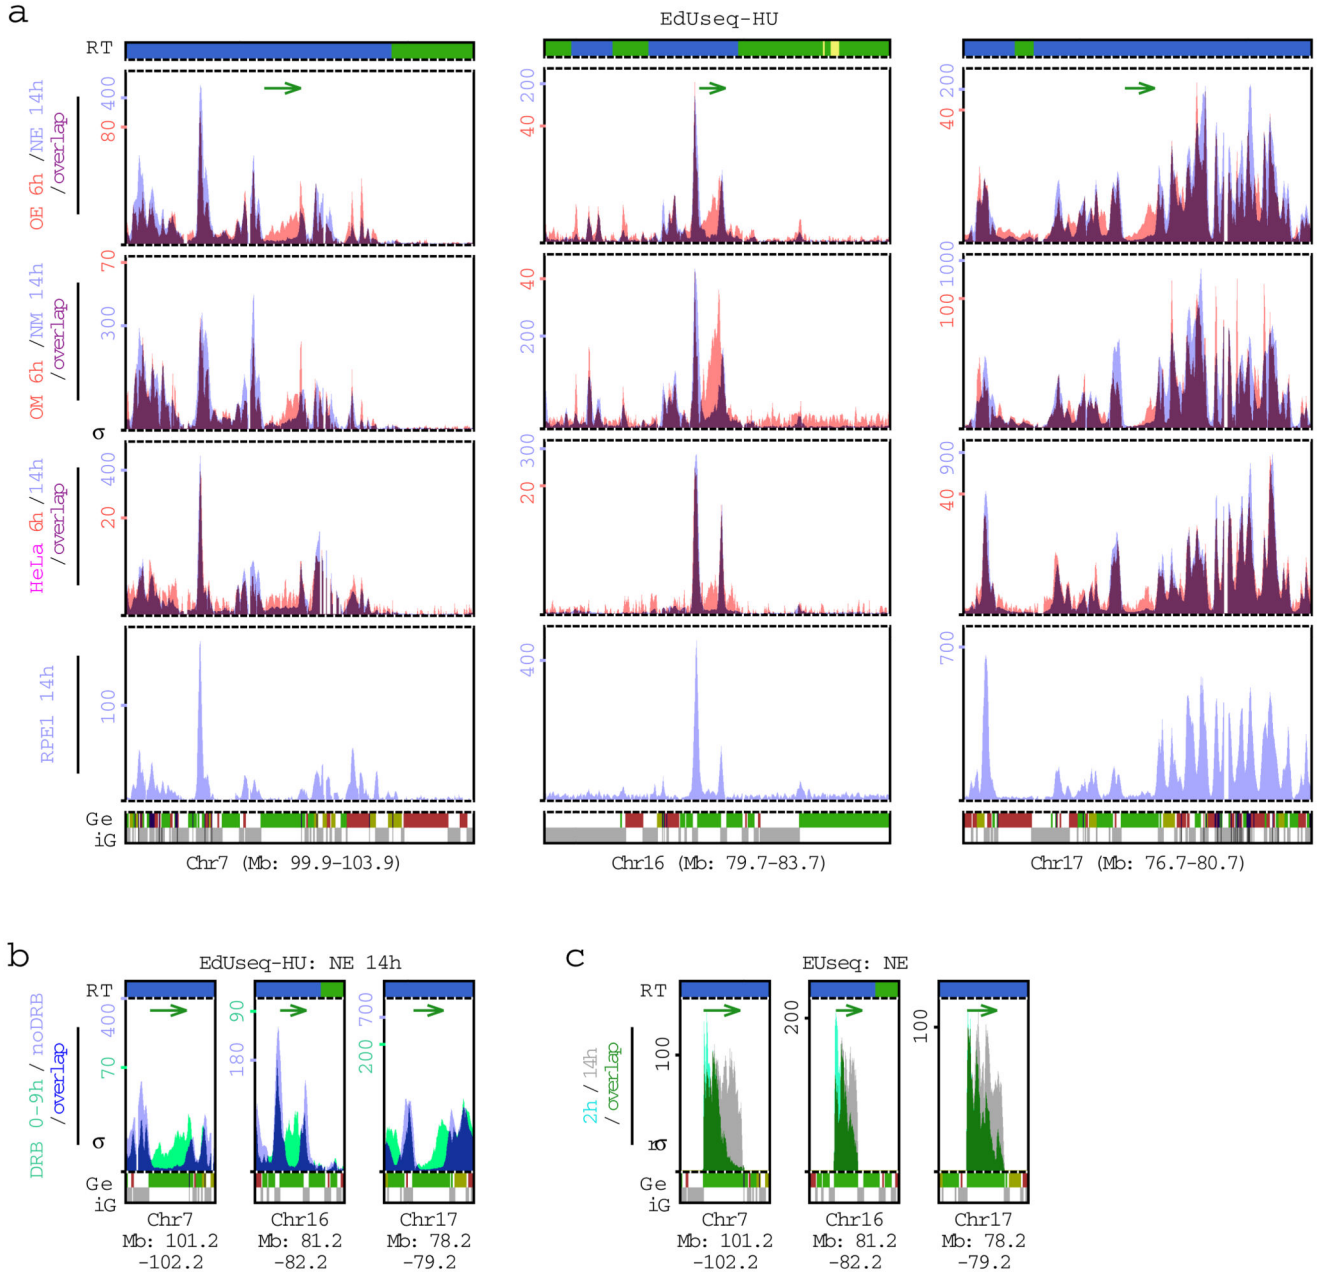 a
EdUseq-HU
RT
OE 6h /NE 14h
/overlap
400
80
200
40
200
40
OM 6h /NM 14h
/overlap
70
300
40
200
1000
100
σ
HeLa 6h /14h
/overlap
400
20
300
20
900
40
RPE1 14h
100
400
700
Ge
iG
Chr7 (Mb: 99.9-103.9)
Chr16 (Mb: 79.7-83.7)
Chr17 (Mb: 76.7-80.7)
b
EdUseq-HU: NE 14h
RT
DRB 0-9h / noDRB
/overlap
400
70
90
180
700
200
σ
Ge
iG
Chr7
Mb: 101.2
-102.2
Chr16
Mb: 81.2
-82.2
Chr17
Mb: 78.2
-79.2
c
EUseq: NE
RT
2h / 14h
/ overlap
100
200
100
σ
Ge
iG
Chr7
Mb: 101.2
-102.2
Chr16
Mb: 81.2
-82.2
Chr17
Mb: 78.2
-79.2